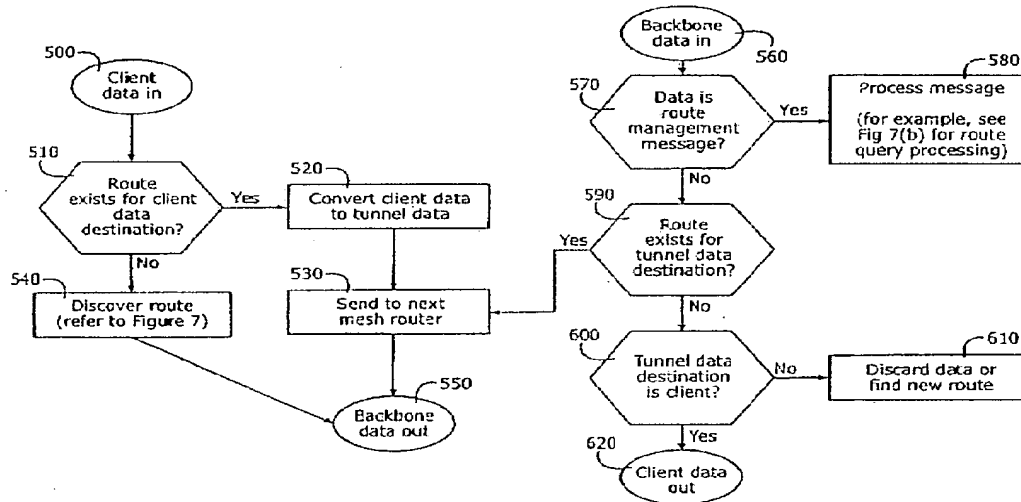 500
Client
data in
510
Route
exists for client
data
destination?
Yes
No
520
Convert client data
to tunnel data
530
Send to next
mesh router
540
Discover route
(refer to Figure 7)
550
Backbone
data out
Backbone
data in
560
570
Data is
route
management
message?
Yes
No
580
Process message
(for example, see
Fig 7(b) for route
query processing)
590
Route
exists for
tunnel data
destination?
Yes
No
600
Tunnel data
destination
is client?
No
Yes
610
Discard data or
find new route
620
Client data
out